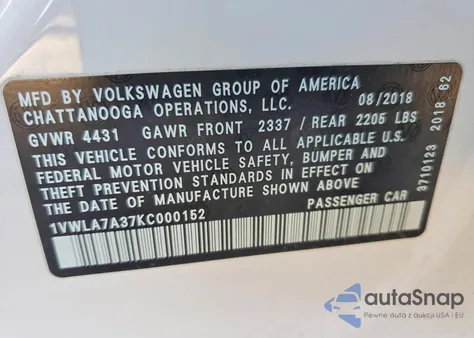 MFD BY VOLKSWAGEN GROUP OF AMERICA
CHATTANOOGA OPERATIONS, LLC. 08/2018
GVWR 4431 GAWR FRONT 2337 / REAR 2205 LBS
THIS VEHICLE CONFORMS TO ALL APPLICABLE U.S.
FEDERAL MOTOR VEHICLE SAFETY, BUMPER AND
THEFT PREVENTION STANDARDS IN EFFECT ON
THE DATE OF MANUFACTURE SHOWN ABOVE
1VWLA7A37KC000152 PASSENGER CAR
3710123 2018 62
autoSnap
Pewne auta z aukcji USA i EU